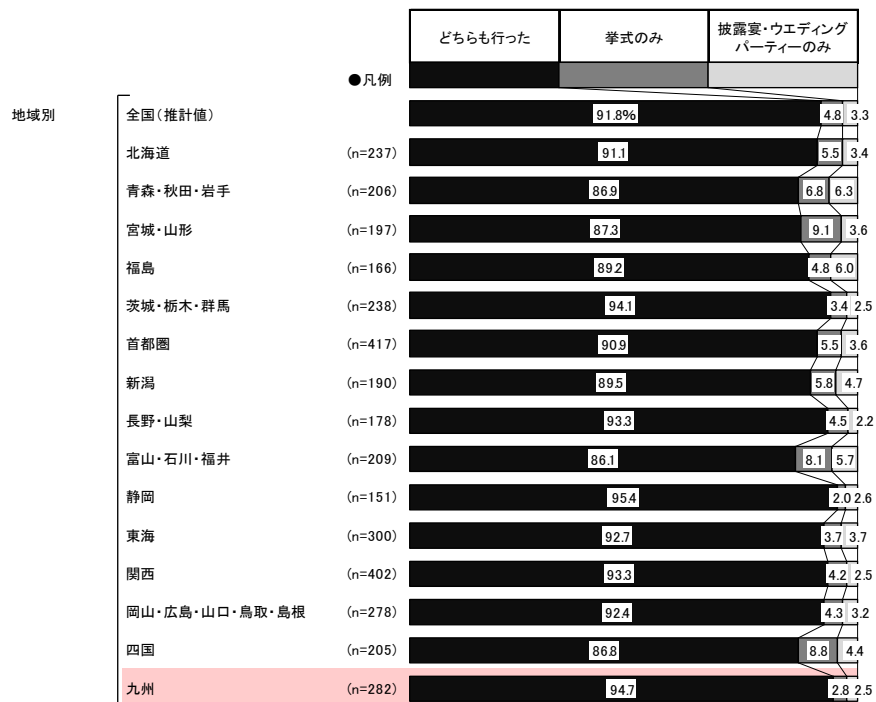 どちらも行った 挙式のみ 披露宴・ウエディング
パーティーのみ
●凡例
地域別 全国(推計値) 91.8% 4.8 3.3
北海道 (n=237) 91.1 5.5 3.4
青森・秋田・岩手 (n=206) 86.9 6.8 6.3
宮城・山形 (n=197) 87.3 9.1 3.6
福島 (n=166) 89.2 4.8 6.0
茨城・栃木・群馬 (n=238) 94.1 3.4 2.5
首都圏 (n=417) 90.9 5.5 3.6
新潟 (n=190) 89.5 5.8 4.7
長野・山梨 (n=178) 93.3 4.5 2.2
富山・石川・福井 (n=209) 86.1 8.1 5.7
静岡 (n=151) 95.4 2.0 2.6
東海 (n=300) 92.7 3.7 3.7
関西 (n=402) 93.3 4.2 2.5
岡山・広島・山口・鳥取・島根 (n=278) 92.4 4.3 3.2
四国 (n=205) 86.8 8.8 4.4
九州 (n=282) 94.7 2.8 2.5